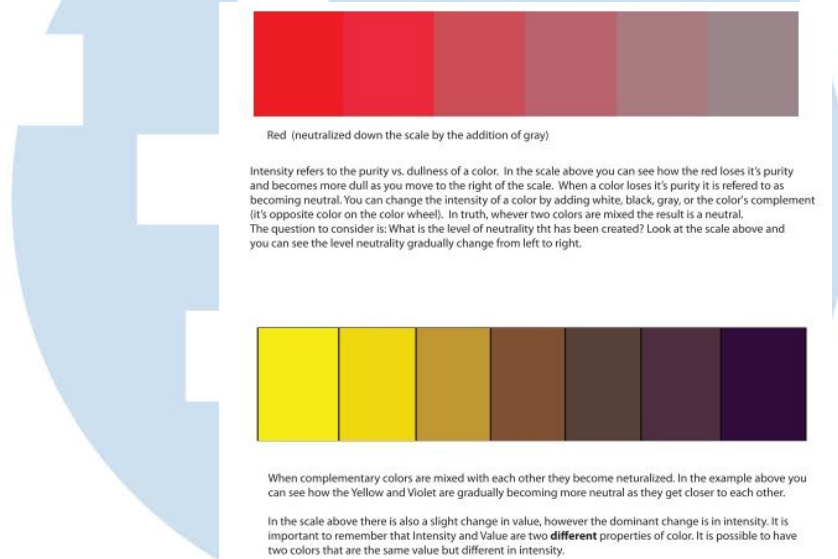 Red (neutralized down the scale by the addition of gray)
Intensity refers to the purity vs. dullness of a color. In the scale above you can see how the red loses it's purity
and becomes more dull as you move to the right of the scale. When a color loses it's purity it is refered to as
becoming neutral. You can change the intensity of a color by adding white, black, gray, or the color's complement
(it's opposite color on the color wheel). In truth, whever two colors are mixed the result is a neutral.
The question to consider is: What is the level of neutrality tht has been created? Look at the scale above and
you can see the level neutrality gradually change from left to right.
When complementary colors are mixed with each other they become neturalized. In the example above you
can see how the Yellow and Violet are gradually becoming more neutral as they get closer to each other.
In the scale above there is also a slight change in value, however the dominant change is in intensity. It is
important to remember that Intensity and Value are two different properties of color. It is possible to have
two colors that are the same value but different in intensity.